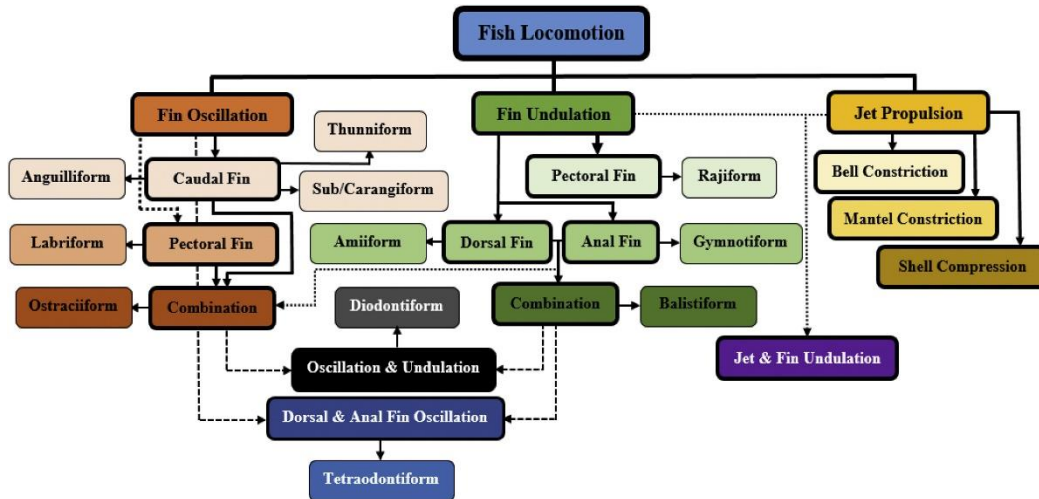 Fish Locomotion
Fin Oscillation
Fin Undulation
Jet Propulsion
Thunniform
Anguilliform
Caudal Fin
Sub/Carangiform
Pectoral Fin
Rajiform
Bell Constriction
Mantel Constriction
Labriform
Pectoral Fin
Amiiform
Dorsal Fin
Anal Fin
Gymnotiform
Shell Compression
Ostraciiform
Combination
Diodontiform
Combination
Balistiform
Oscillation & Undulation
Jet & Fin Undulation
Dorsal & Anal Fin Oscillation
Tetraodontiform